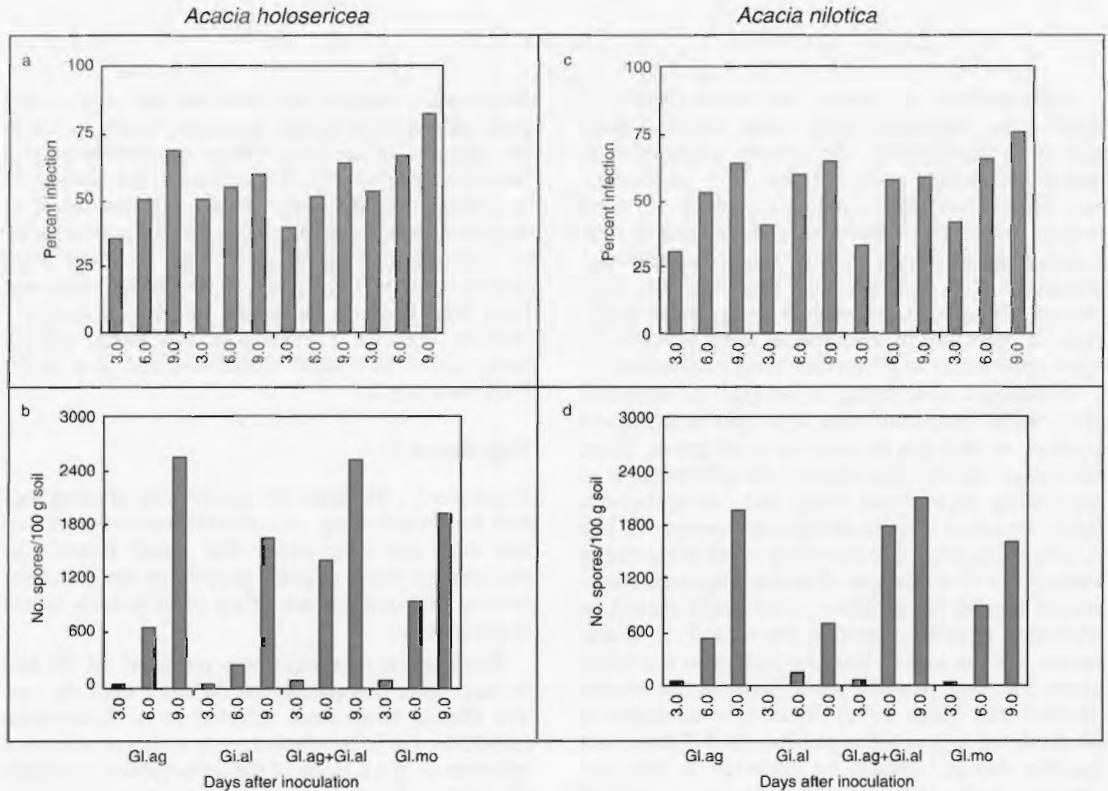 Acacia holosericea
Acacia nilotica
a
100
75
50
25
0
Percent infection
3.0 6.0 9.0 3.0 6.0 9.0 3.0 6.0 9.0 3.0 6.0 9.0
c
100
75
50
25
0
Percent infection
3.0 6.0 9.0 3.0 6.0 9.0 3.0 6.0 9.0 3.0 6.0 9.0
b
3000
2400
1800
1200
600
0
No. spores/100 g soil
3.0 6.0 9.0 3.0 6.0 9.0 3.0 6.0 9.0 3.0 6.0 9.0
Gl.ag Gi.al Gl.ag+Gi.al Gl.mo
Days after inoculation
d
3000
2400
1800
1200
600
0
No. spores/100 g soil
3.0 6.0 9.0 3.0 6.0 9.0 3.0 6.0 9.0 3.0 6.0 9.0
Gl.ag Gi.al Gl.ag+Gi.al Gl.mo
Days after inoculation